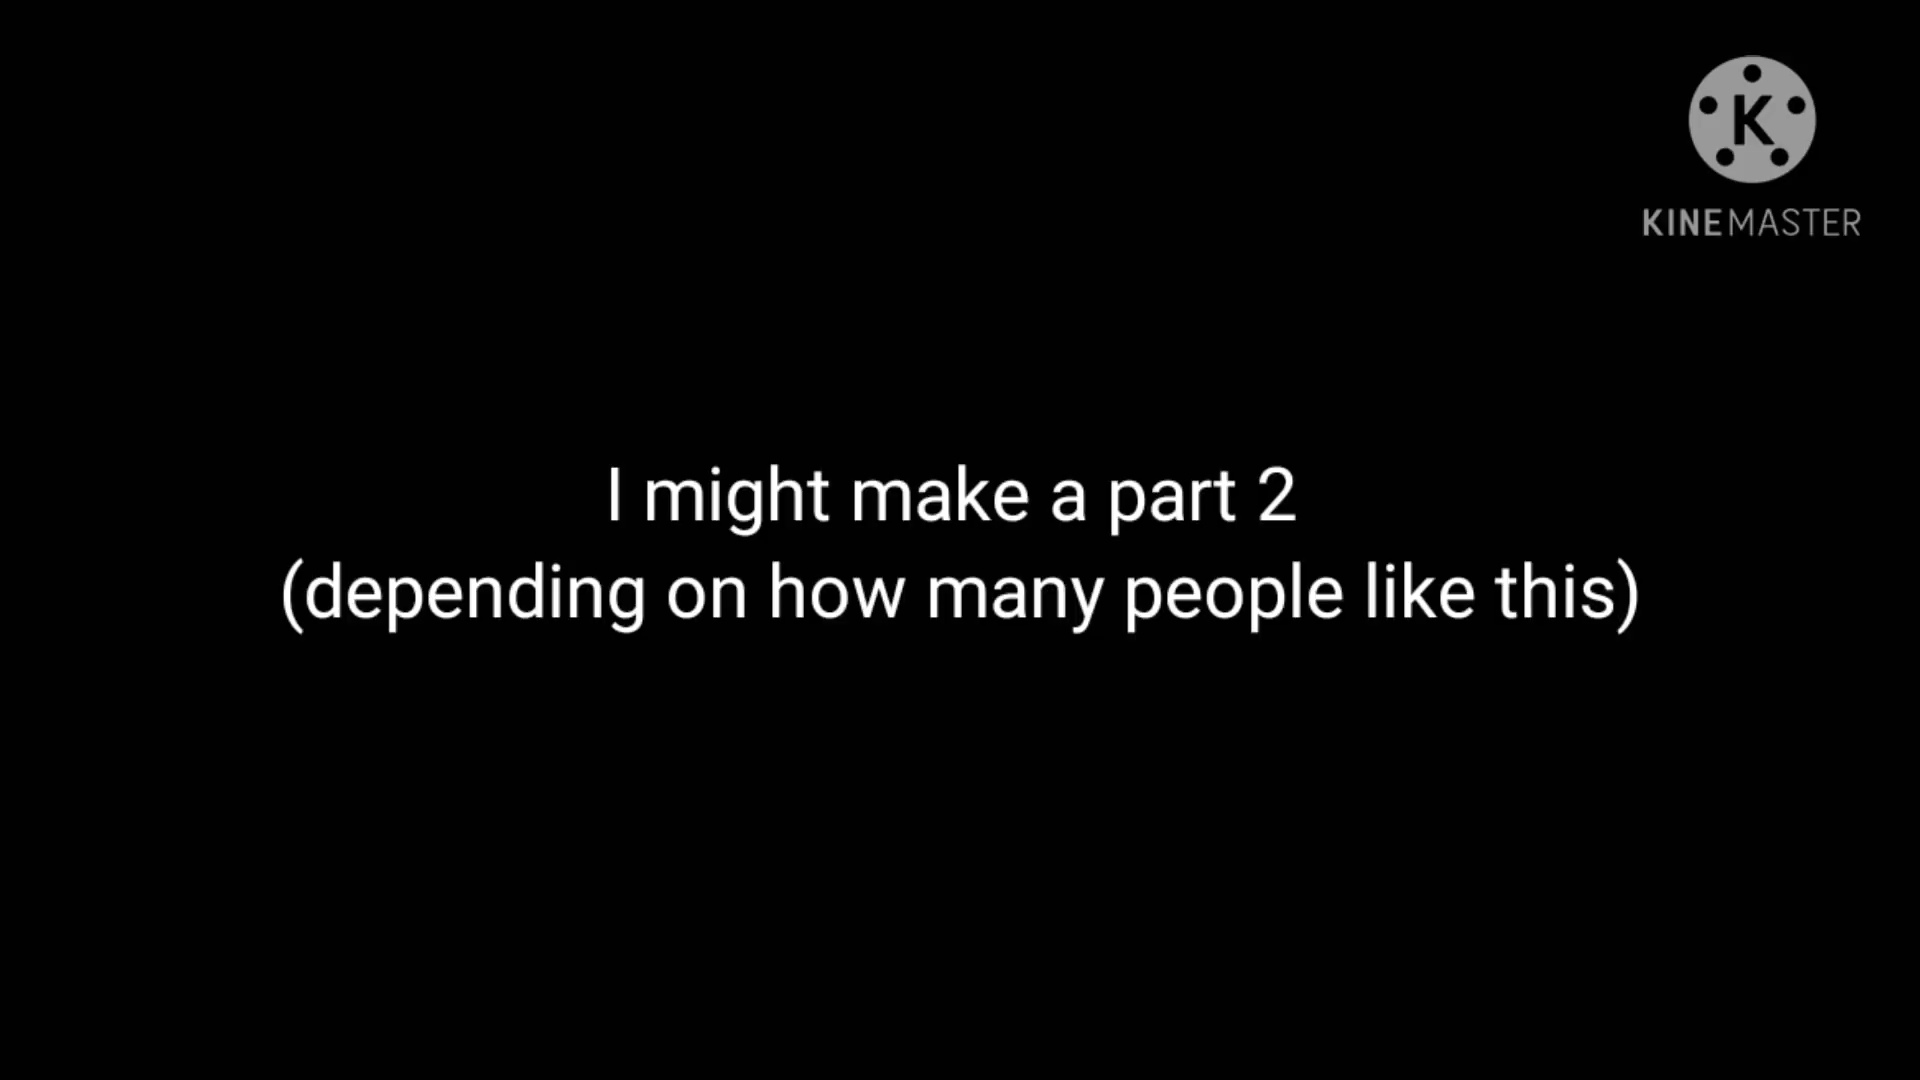 K
KINEMASTER
I might make a part 2
(depending on how many people like this)